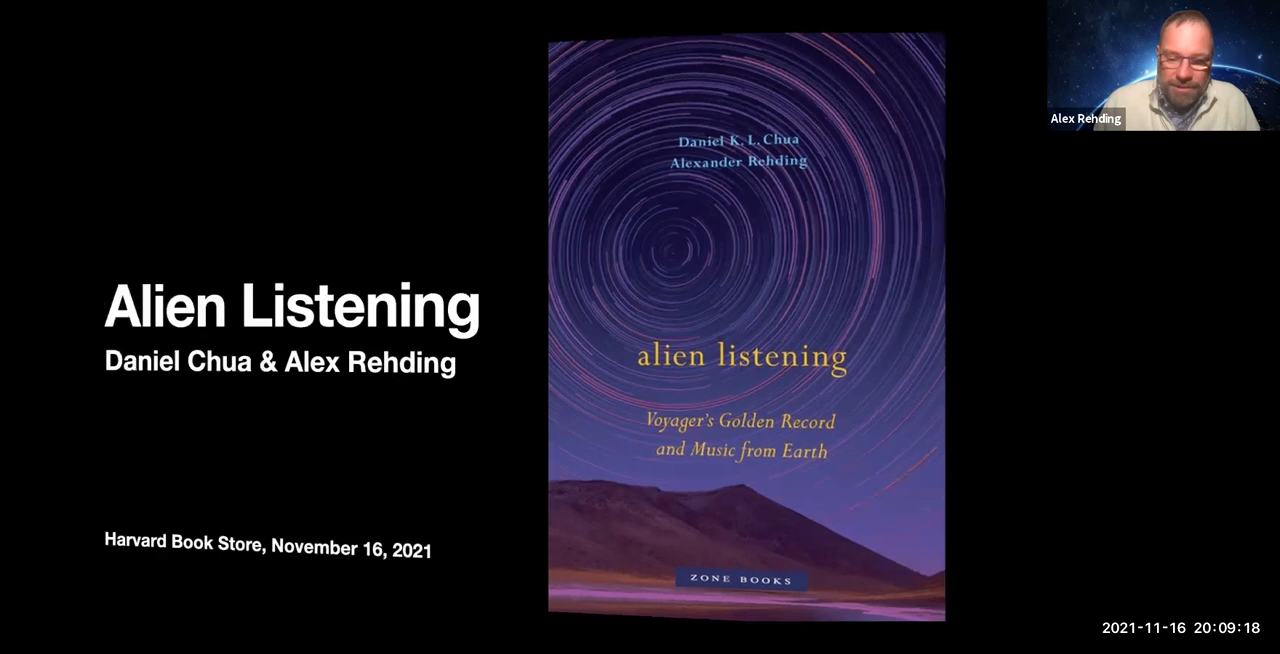 Alien Listening
Daniel Chua & Alex Rehding
Harvard Book Store, November 16, 2021
Daniel K. L. Chua
Alexander Rehding
alien listening
Voyager's Golden Record
and Music from Earth
ZONE BOOKS
Alex Rehding
2021-11-16 20:09:18